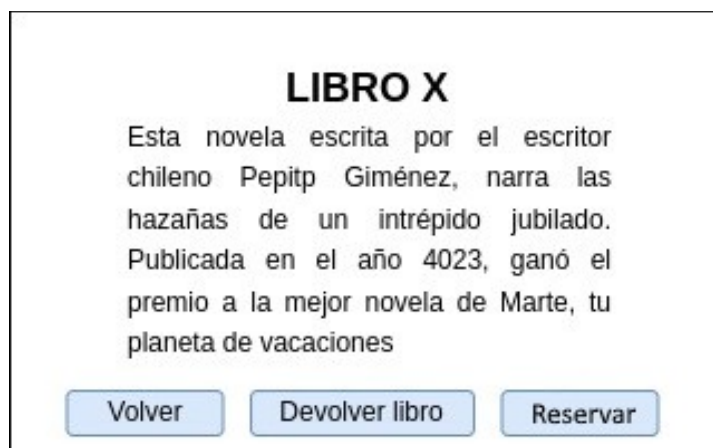 LIBRO X
Esta novela escrita por el escritor
chileno Pepitp Giménez, narra las
hazañas de un intrépido jubilado.
Publicada en el año 4023, ganó el
premio a la mejor novela de Marte, tu
planeta de vacaciones
Volver Devolver libro Reservar